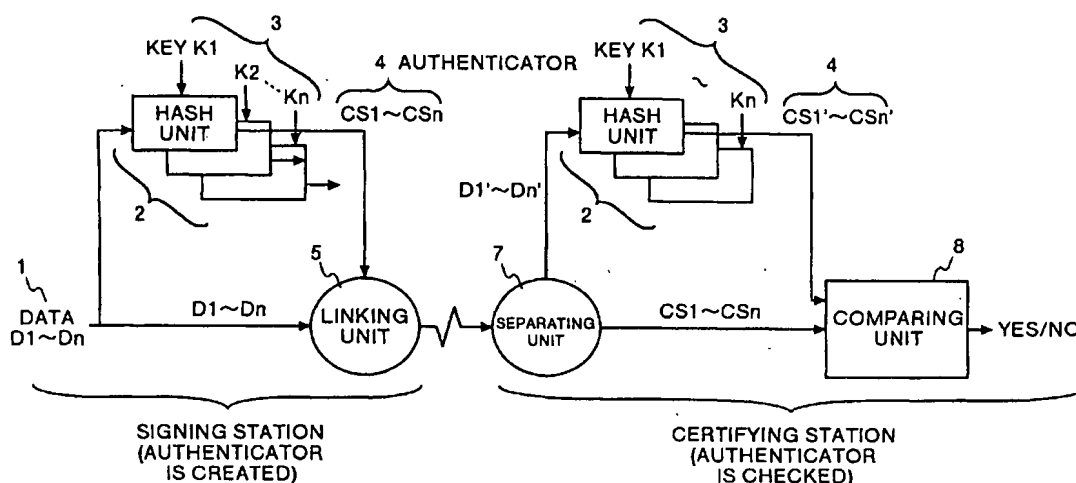 3
KEY K1
K2
Kn
HASH
UNIT
2
4 AUTHENTICATOR
CS1~CSn
1
DATA
D1~Dn
D1~Dn
5
LINKING
UNIT
SIGNING STATION
(AUTHENTICATOR
IS CREATED)
3
KEY K1
~
Kn
HASH
UNIT
2
4
CS1'~CSn'
D1'~Dn'
7
SEPARATING
UNIT
CS1~CSn
8
COMPARING
UNIT
YES/NO
CERTIFYING STATION
(AUTHENTICATOR
IS CHECKED)